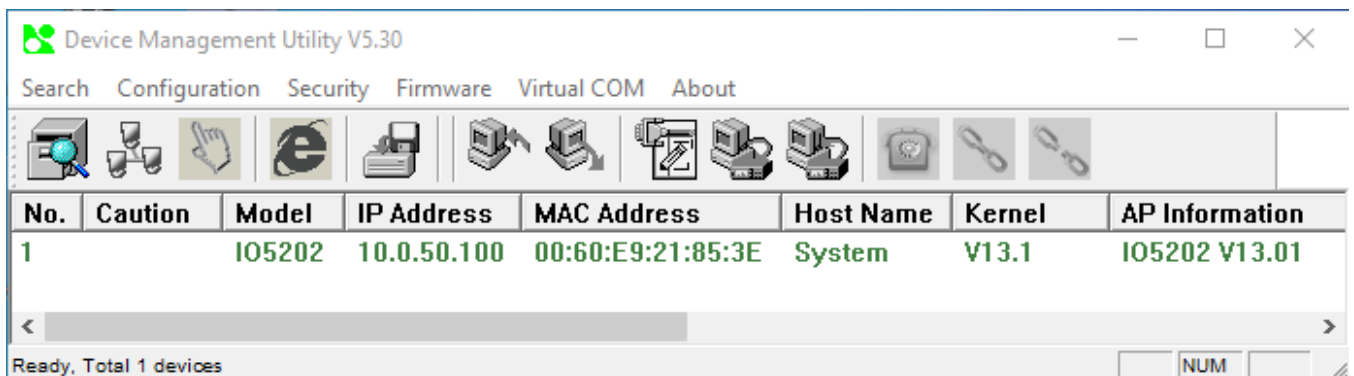 Device Management Utility V5.30
Search Configuration Security Firmware Virtual COM About
No. Caution Model IP Address MAC Address Host Name Kernel AP Information
1 IO5202 10.0.50.100 00:60:E9:21:85:3E System V13.1 IO5202 V13.01
Ready, Total 1 devices NUM